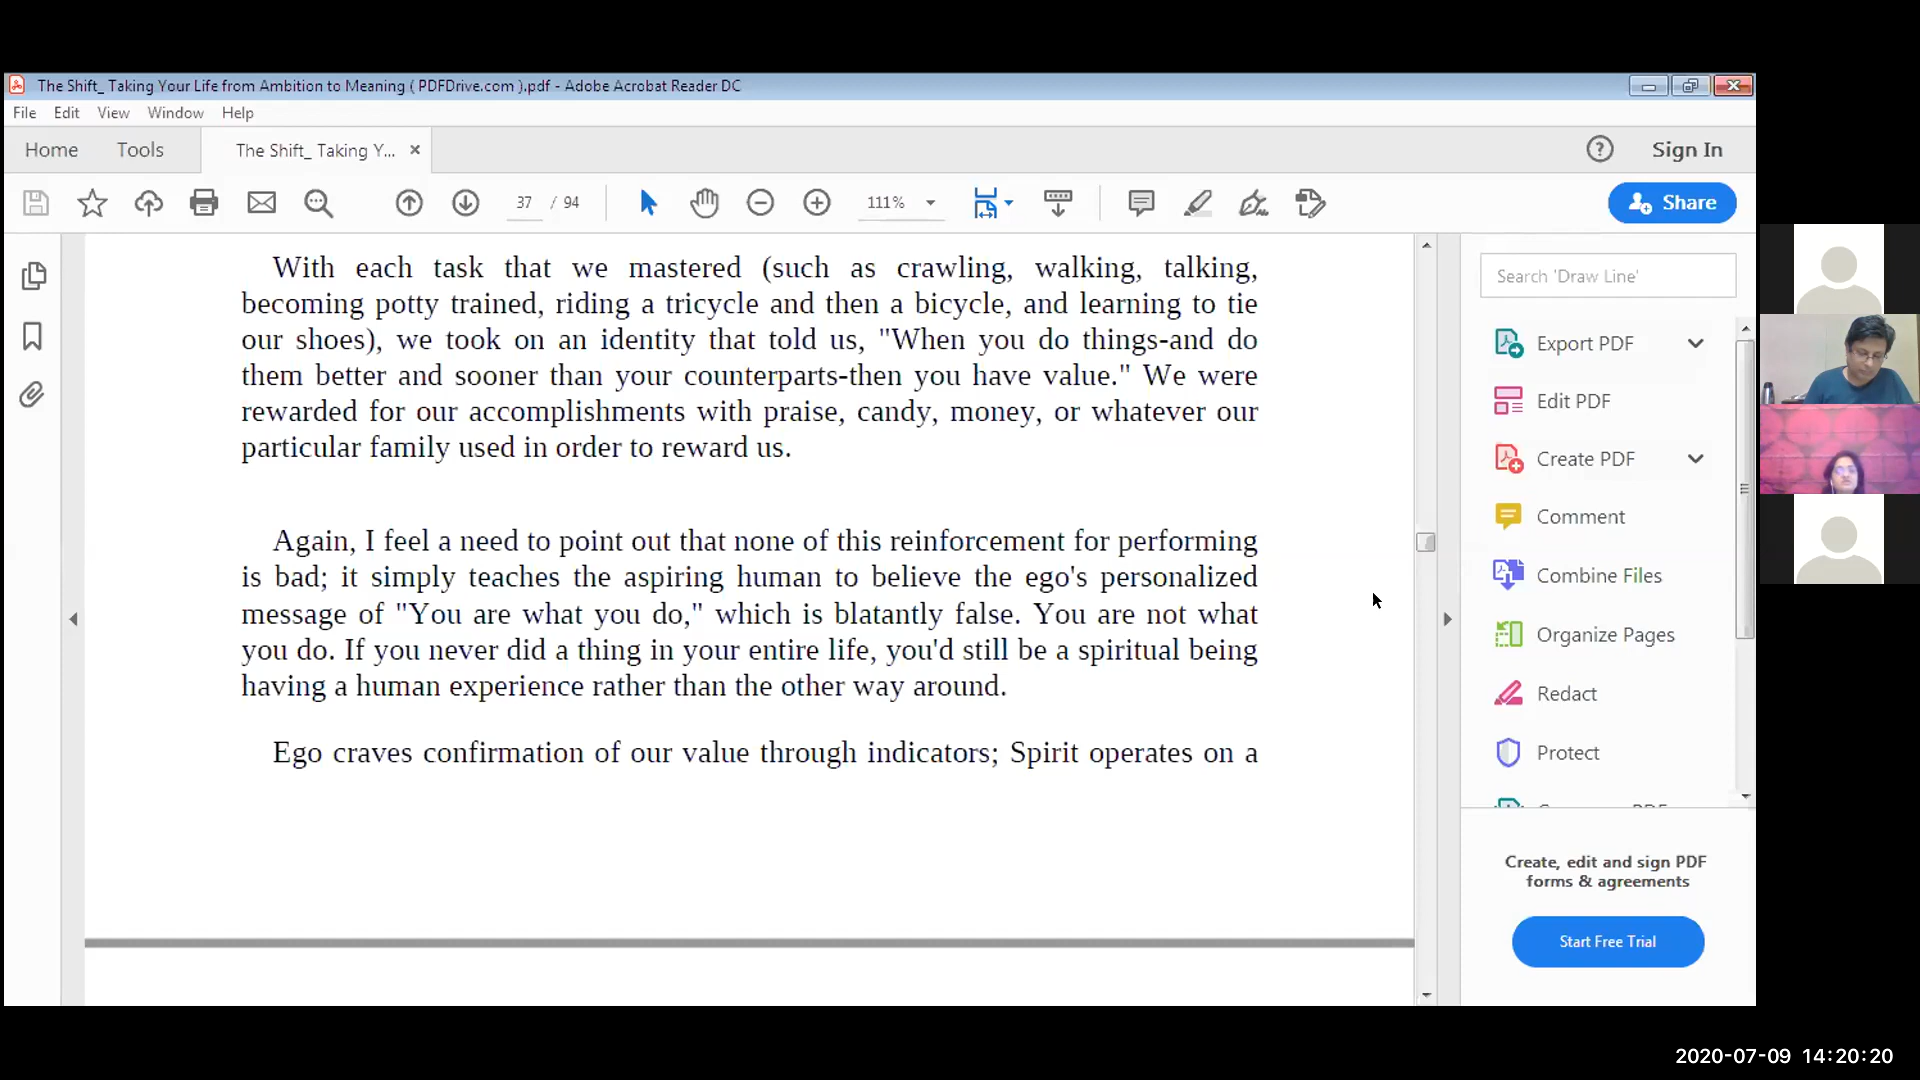 The Shift_ Taking Your Life from Ambition to Meaning ( PDFDrive.com ).pdf - Adobe Acrobat Reader DC
File Edit View Window Help
Home Tools The Shift_ Taking Y... × Sign In
37 / 94 111% Share
With each task that we mastered (such as crawling, walking, talking,
becoming potty trained, riding a tricycle and then a bicycle, and learning to tie
our shoes), we took on an identity that told us, "When you do things-and do
them better and sooner than your counterparts-then you have value." We were
rewarded for our accomplishments with praise, candy, money, or whatever our
particular family used in order to reward us.
Again, I feel a need to point out that none of this reinforcement for performing
is bad; it simply teaches the aspiring human to believe the ego's personalized
message of "You are what you do," which is blatantly false. You are not what
you do. If you never did a thing in your entire life, you'd still be a spiritual being
having a human experience rather than the other way around.
Ego craves confirmation of our value through indicators; Spirit operates on a
Search 'Draw Line'
Export PDF
Edit PDF
Create PDF
Comment
Combine Files
Organize Pages
Redact
Protect
Create, edit and sign PDF
forms & agreements
Start Free Trial
2020-07-09 14:20:20